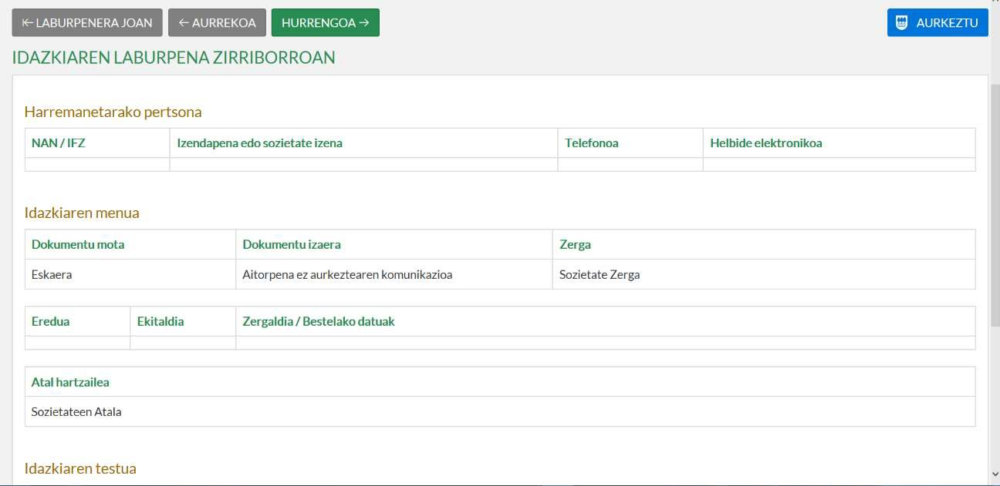 LABURPENERA JOAN AURREKOA HURRENGOA AURKEZTU
IDAZKIAREN LABURPENA ZIRRIBORROAN
Harremanetarako pertsona
NAN / IFZ Izendapena edo sozietate izena Telefonoa Helbide elektronikoa
Idazkiaren menua
Dokumentu mota Dokumentu izaera Zerga
Eskaera Aitorpena ez aurkeztearen komunikazioa Sozietate Zerga
Eredua Ekitaldia Zergaldia / Bestelako datuak
Atal hartzailea
Sozietateen Atala
Idazkiaren testua